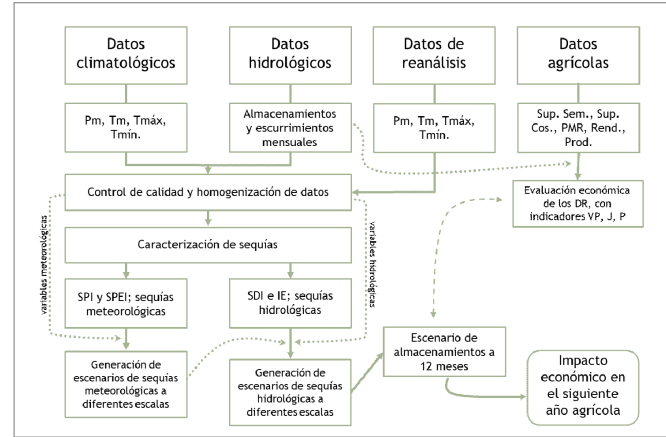 Datos
climatológicos
Datos
hidrológicos
Datos de
reanálisis
Datos
agrícolas
Pm, Tm, Tmáx,
Tmín.
Almacenamientos
y escurrimientos
mensuales
Pm, Tm, Tmáx,
Tmín.
Sup. Sem., Sup.
Cos., PMR, Rend.,
Prod.
Control de calidad y homogenización de datos
Evaluación económica
de los DR, con
indicadores VP, J, P
variables meteorológicas
variables hidrológicas
Caracterización de sequías
SPI y SPEI; sequías
meteorológicas
SDI e IE; sequías
hidrológicas
Generación de
escenarios de sequías
meteorológicas a
diferentes escalas
Generación de
escenarios de sequías
hidrológicas a
diferentes escalas
Escenario de
almacenamientos a
12 meses
Impacto
económico en
el siguiente
año agrícola